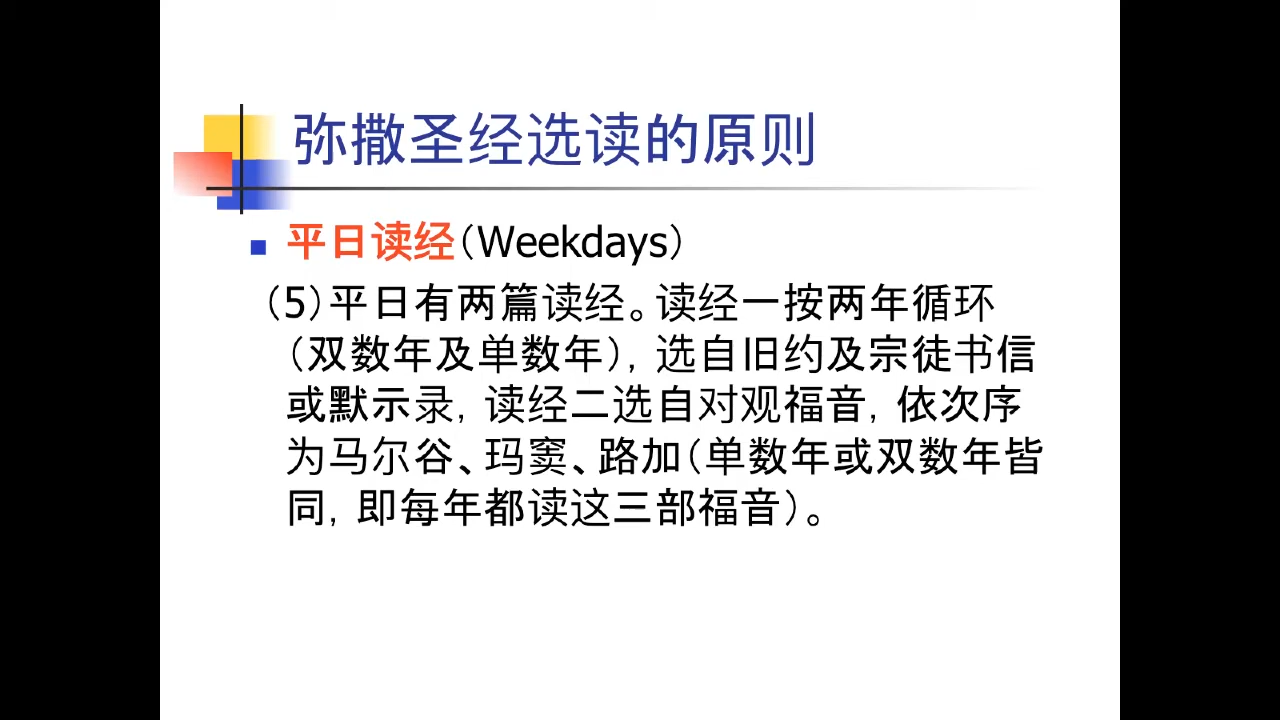 弥撒圣经选读的原则
平日读经(Weekdays)
(5)平日有两篇读经。读经一按两年循环
(双数年及单数年), 选自旧约及宗徒书信
或默示录, 读经二选自对观福音, 依次序
为马尔谷、玛窦、路加(单数年或双数年皆
同, 即每年都读这三部福音)。